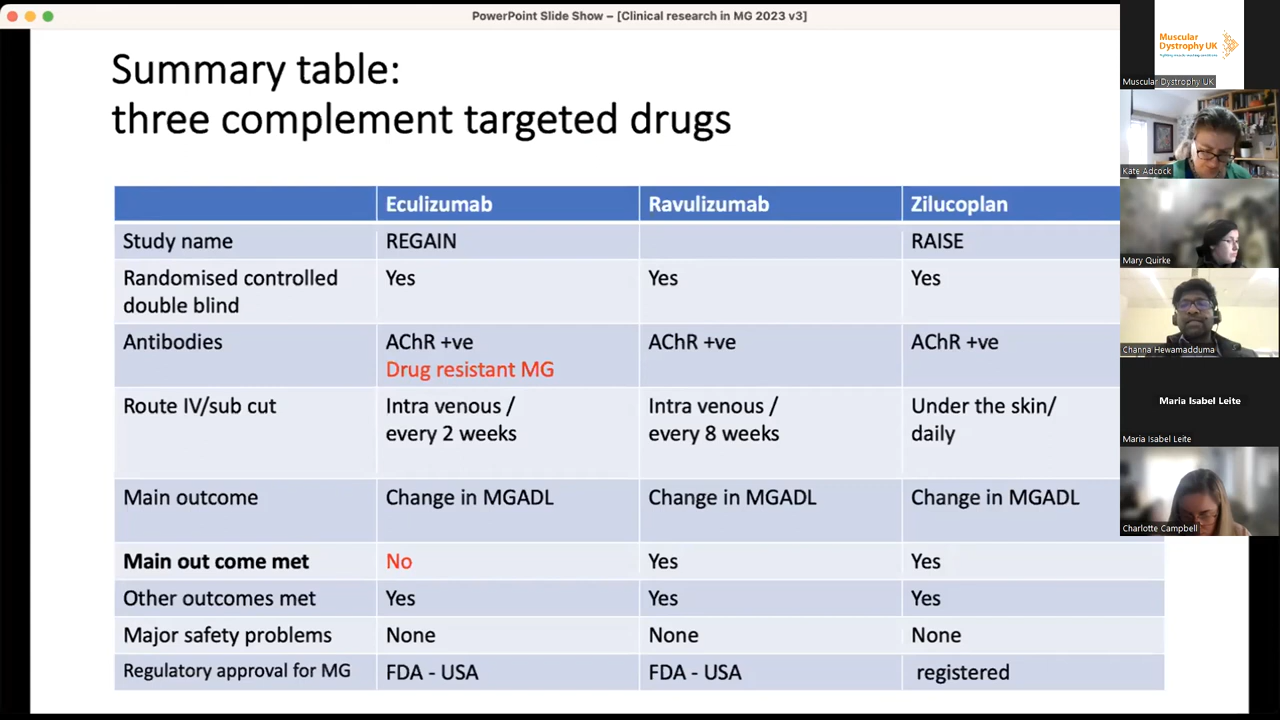 PowerPoint Slide Show – [Clinical research in MG 2023 v3]
Summary table:
three complement targeted drugs
Eculizumab Ravulizumab Zilucoplan
Study name REGAIN RAISE
Randomised controlled Yes Yes Yes
double blind
Antibodies AChR +ve AChR +ve AChR +ve
Drug resistant MG
Route IV/sub cut Intra venous / Intra venous / Under the skin/
every 2 weeks every 8 weeks daily
Main outcome Change in MGADL Change in MGADL Change in MGADL
Main out come met No Yes Yes
Other outcomes met Yes Yes Yes
Major safety problems None None None
Regulatory approval for MG FDA - USA FDA - USA registered
Muscular
Dystrophy UK
Muscular Dystrophy UK
Kate Adcock
Mary Quirke
Channa Hewamadduma
Maria Isabel Leite
Maria Isabel Leite
Charlotte Campbell